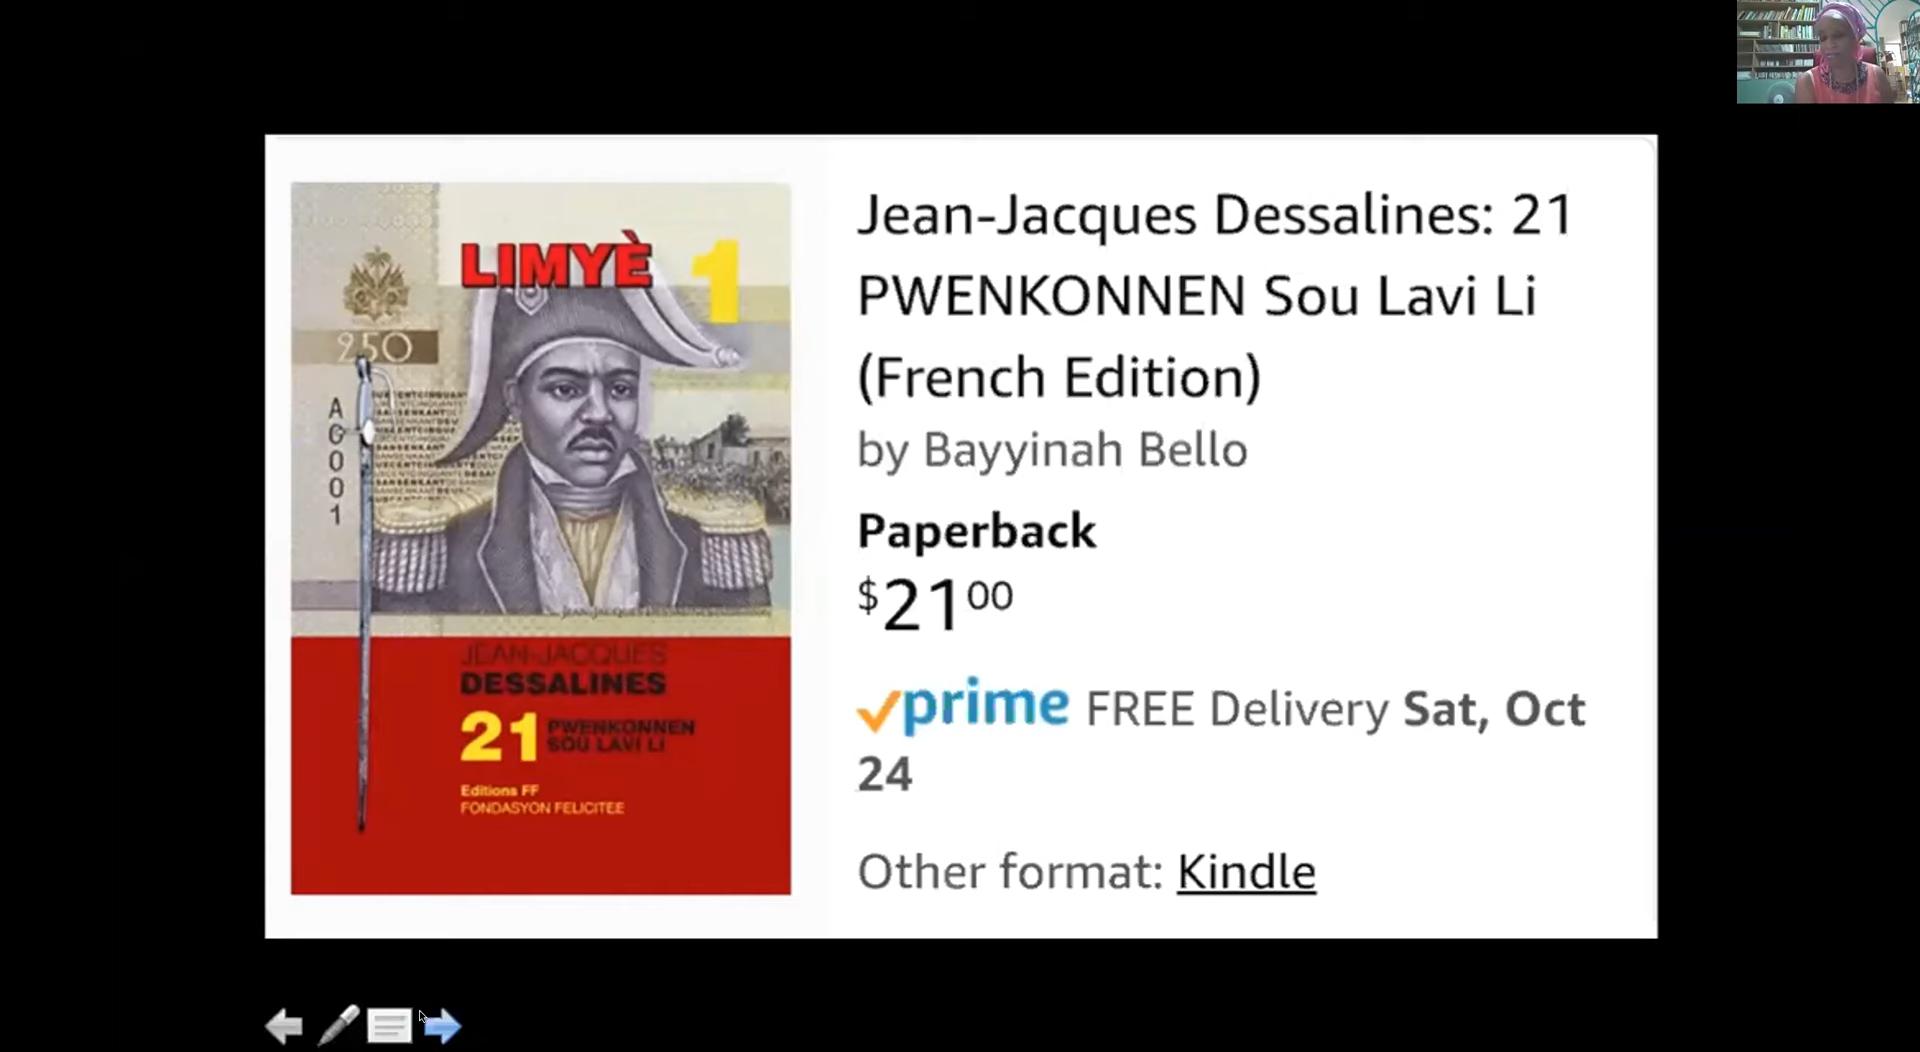 LIMYÈ 1
250
A
0
0
1
JEAN-JACQUES
DESSALINES
21 PWENKONNEN
SOU LAVI LI
Editions FF
FONDASYON FELICITEE
Jean-Jacques Dessalines: 21
PWENKONNEN Sou Lavi Li
(French Edition)
by Bayyinah Bello
Paperback
$2100
prime FREE Delivery Sat, Oct
24
Other format: Kindle